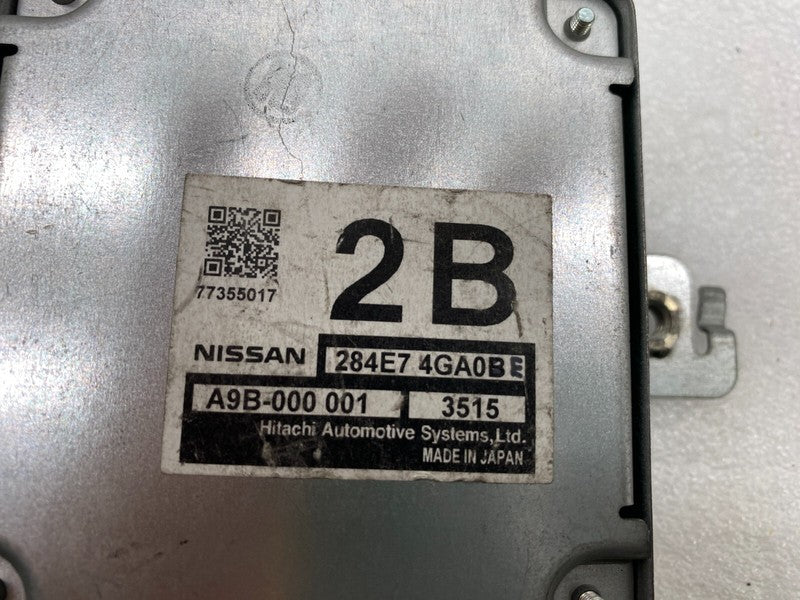 2B
77355017
NISSAN 284E7 4GA0BE
A9B-000 001 3515
Hitachi Automotive Systems,Ltd.
MADE IN JAPAN